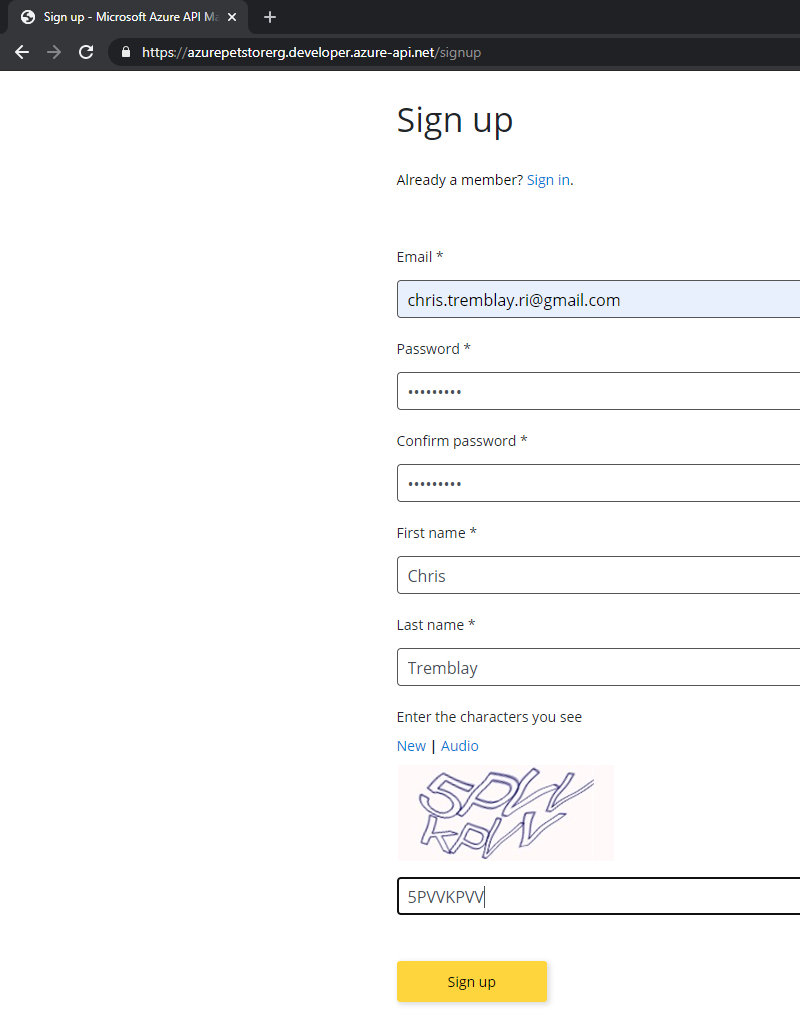 Sign up - Microsoft Azure API Ma
https://azurepetstorerg.developer.azure-api.net/signup
Sign up
Already a member? Sign in.
Email *
chris.tremblay.ri@gmail.com
Password *
•••••••••
Confirm password *
•••••••••
First name *
Chris
Last name *
Tremblay
Enter the characters you see
New | Audio
5PVVKPVV
Sign up